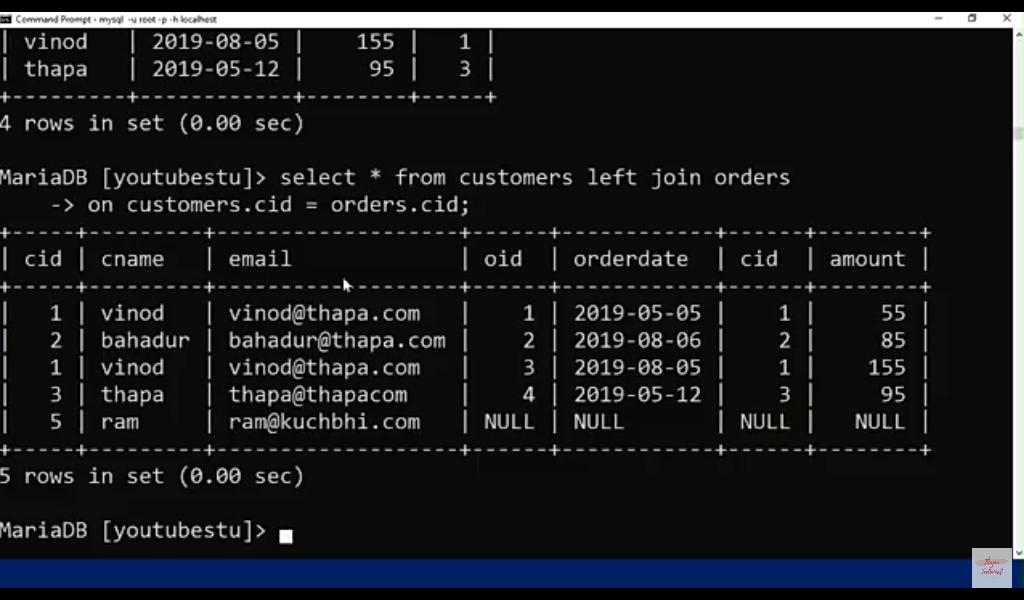 Command Prompt - mysql -u root -p -h localhost
| vinod | 2019-08-05 | 155 | 1 |
| thapa | 2019-05-12 | 95 | 3 |
+---------+------------+--------+-----+
4 rows in set (0.00 sec)
MariaDB [youtubestu]> select * from customers left join orders
-> on customers.cid = orders.cid;
+-----+---------+-------------------+------+------------+------+--------+
| cid | cname | email | oid | orderdate | cid | amount |
+-----+---------+-------------------+------+------------+------+--------+
| 1 | vinod | vinod@thapa.com | 1 | 2019-05-05 | 1 | 55 |
| 2 | bahadur | bahadur@thapa.com | 2 | 2019-08-06 | 2 | 85 |
| 1 | vinod | vinod@thapa.com | 3 | 2019-08-05 | 1 | 155 |
| 3 | thapa | thapa@thapacom | 4 | 2019-05-12 | 3 | 95 |
| 5 | ram | ram@kuchbhi.com | NULL | NULL | NULL | NULL |
+-----+---------+-------------------+------+------------+------+--------+
5 rows in set (0.00 sec)
MariaDB [youtubestu]>